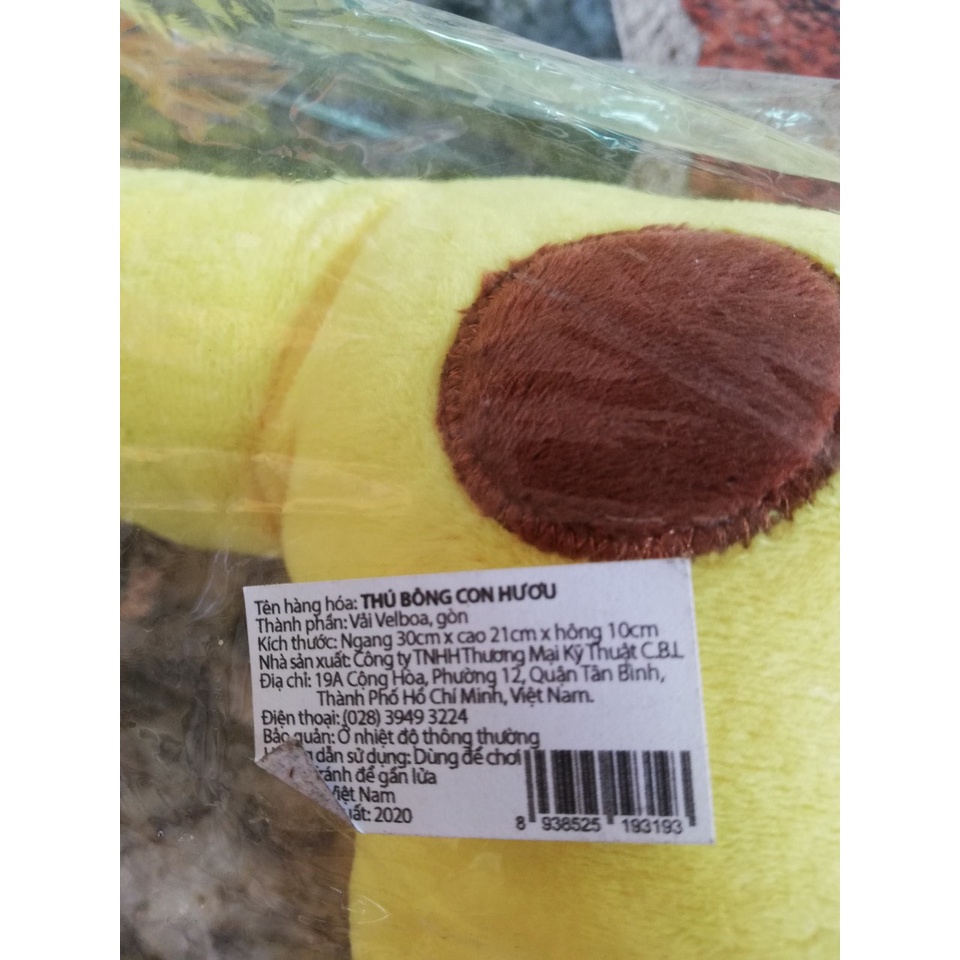 Tên hàng hóa: THÚ BÔNG CON HƯƠU
Thành phần: Vải Velboa, gòn
Kích thước: Ngang 30cm x cao 21cm x hông 10cm
Nhà sản xuất: Công ty TNHH Thương Mại Kỹ Thuật C.B.L
Địa chỉ: 19A Cộng Hòa, Phường 12, Quận Tân Bình,
Thành Phố Hồ Chí Minh, Việt Nam.
Điện thoại: (028) 3949 3224
Bảo quản: Ở nhiệt độ thông thường
dẫn sử dụng: Dùng để chơi
tránh để gần lửa
Việt Nam
2020
8 936525 193193